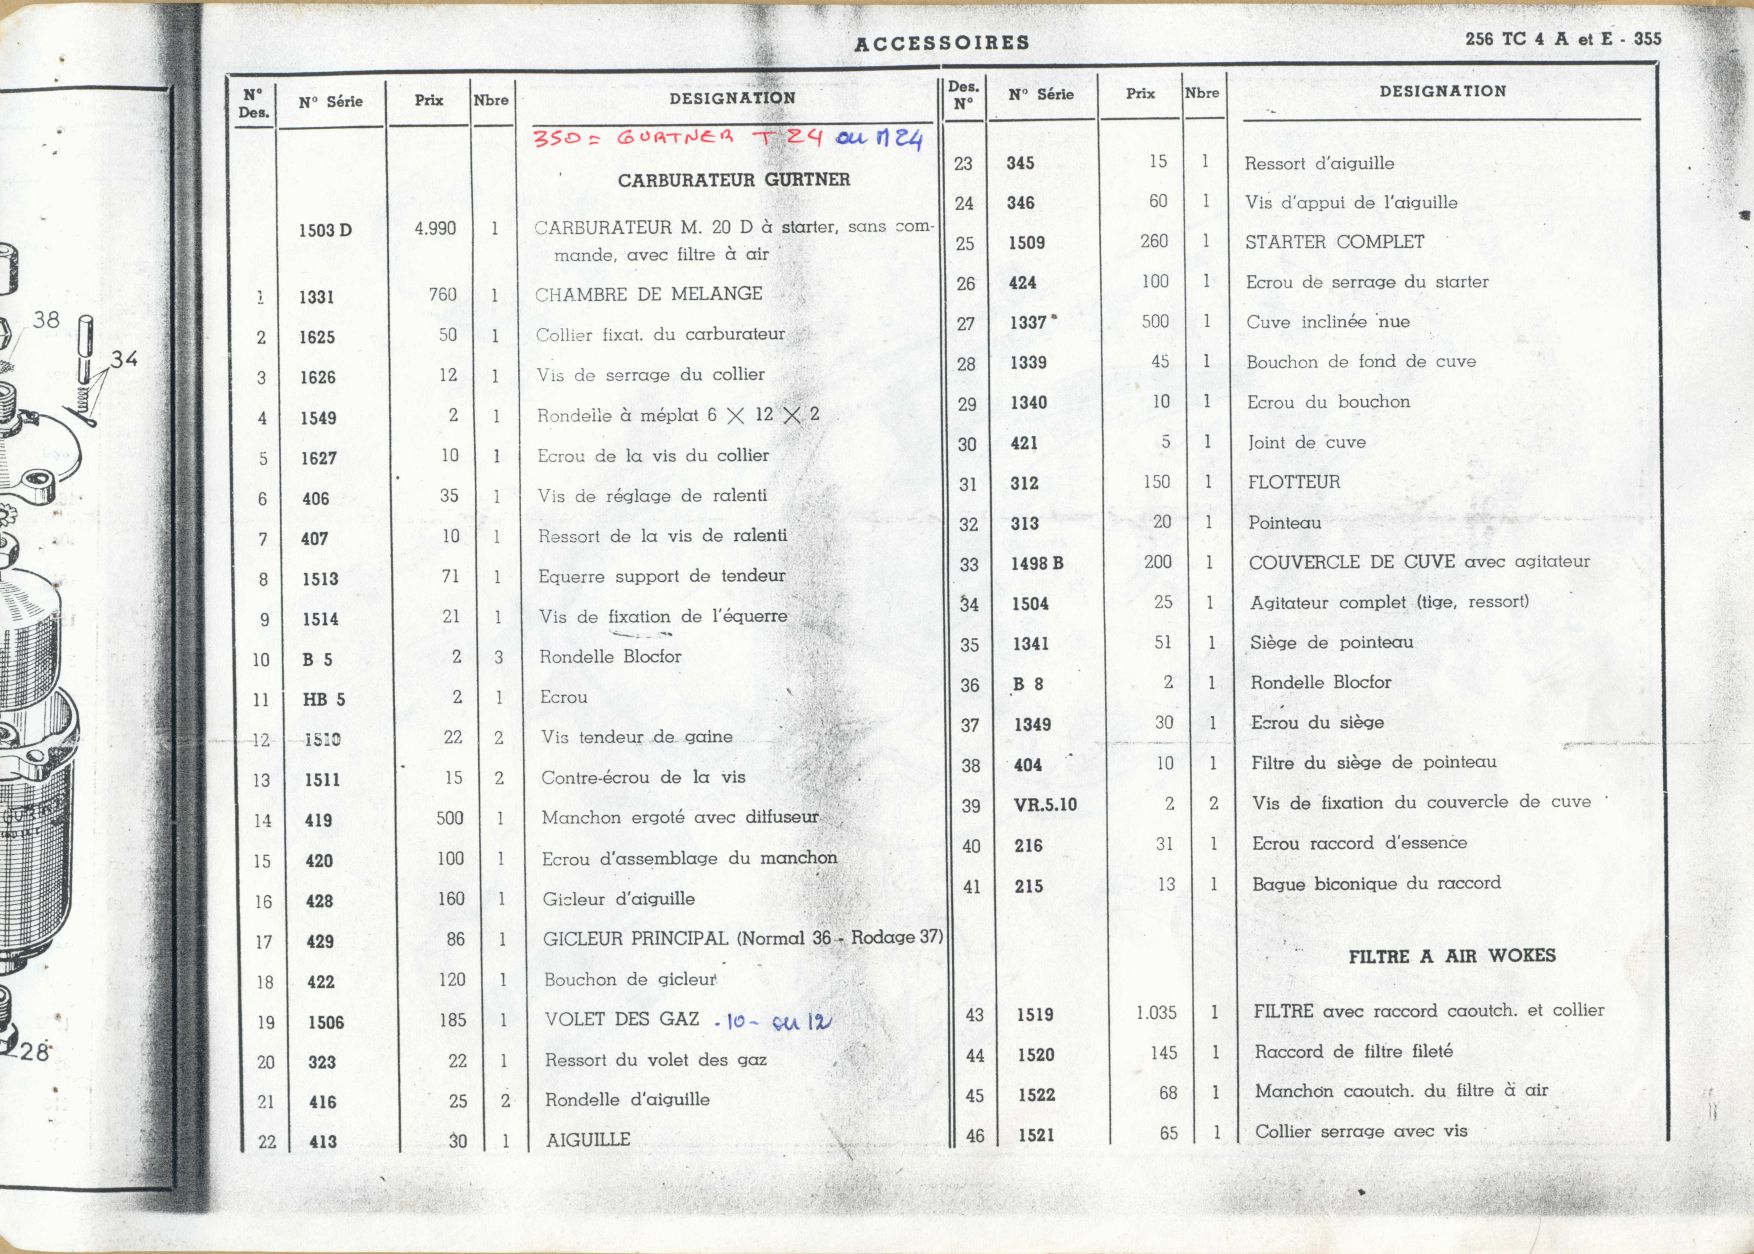 ACCESSOIRES
256 TC 4 A et E - 355
N° Des. N° Série Prix Nbre DESIGNATION
350 = GURTNER T 24 ou M 24
CARBURATEUR GURTNER
1503 D 4.990 1 CARBURATEUR M. 20 D à starter, sans com-
mande, avec filtre à air
1 1331 760 1 CHAMBRE DE MELANGE
2 1625 50 1 Collier fixat. du carburateur
3 1626 12 1 Vis de serrage du collier
4 1549 2 1 Rondelle à méplat 6 X 12 X 2
5 1627 10 1 Ecrou de la vis du collier
6 406 35 1 Vis de réglage de ralenti
7 407 10 1 Ressort de la vis de ralenti
8 1513 71 1 Equerre support de tendeur
9 1514 21 1 Vis de fixation de l'équerre
10 B 5 2 3 Rondelle Blocfor
11 HB 5 2 1 Ecrou
12 1510 22 2 Vis tendeur de gaine
13 1511 15 2 Contre-écrou de la vis
14 419 500 1 Manchon ergoté avec diffuseur
15 420 100 1 Ecrou d'assemblage du manchon
16 428 160 1 Gicleur d'aiguille
17 429 86 1 GICLEUR PRINCIPAL (Normal 36 - Rodage 37)
18 422 120 1 Bouchon de gicleur
19 1506 185 1 VOLET DES GAZ . 10 - ou 12
20 323 22 1 Ressort du volet des gaz
21 416 25 2 Rondelle d'aiguille
22 413 30 1 AIGUILLE
Des. N° N° Série Prix Nbre DESIGNATION
23 345 15 1 Ressort d'aiguille
24 346 60 1 Vis d'appui de l'aiguille
25 1509 260 1 STARTER COMPLET
26 424 100 1 Ecrou de serrage du starter
27 1337 500 1 Cuve inclinée nue
28 1339 45 1 Bouchon de fond de cuve
29 1340 10 1 Ecrou du bouchon
30 421 5 1 Joint de cuve
31 312 150 1 FLOTTEUR
32 313 20 1 Pointeau
33 1498 B 200 1 COUVERCLE DE CUVE avec agitateur
34 1504 25 1 Agitateur complet (tige, ressort)
35 1341 51 1 Siège de pointeau
36 B 8 2 1 Rondelle Blocfor
37 1349 30 1 Ecrou du siège
38 404 10 1 Filtre du siège de pointeau
39 VR.5.10 2 2 Vis de fixation du couvercle de cuve
40 216 31 1 Ecrou raccord d'essence
41 215 13 1 Bague biconique du raccord
FILTRE A AIR WOKES
43 1519 1.035 1 FILTRE avec raccord caoutch. et collier
44 1520 145 1 Raccord de filtre fileté
45 1522 68 1 Manchon caoutch. du filtre à air
46 1521 65 1 Collier serrage avec vis
38
34
28